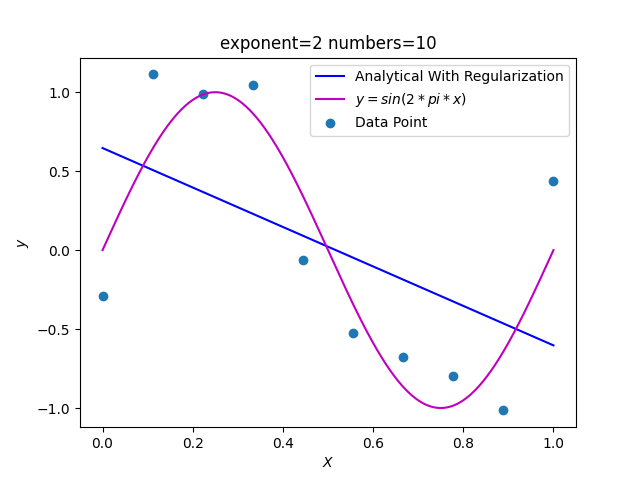 exponent=2 numbers=10
Analytical With Regularization
y = sin(2 * pi * x)
Data Point
1.0
0.5
0.0
−0.5
−1.0
y
0.0 0.2 0.4 0.6 0.8 1.0
X